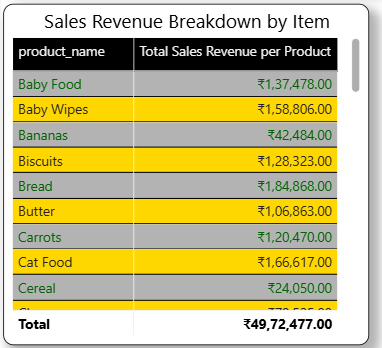 Sales Revenue Breakdown by Item
product_name Total Sales Revenue per Product
Baby Food ₹1,37,478.00
Baby Wipes ₹1,58,806.00
Bananas ₹42,484.00
Biscuits ₹1,28,323.00
Bread ₹1,84,868.00
Butter ₹1,06,863.00
Carrots ₹1,20,470.00
Cat Food ₹1,66,617.00
Cereal ₹24,050.00
Total ₹49,72,477.00